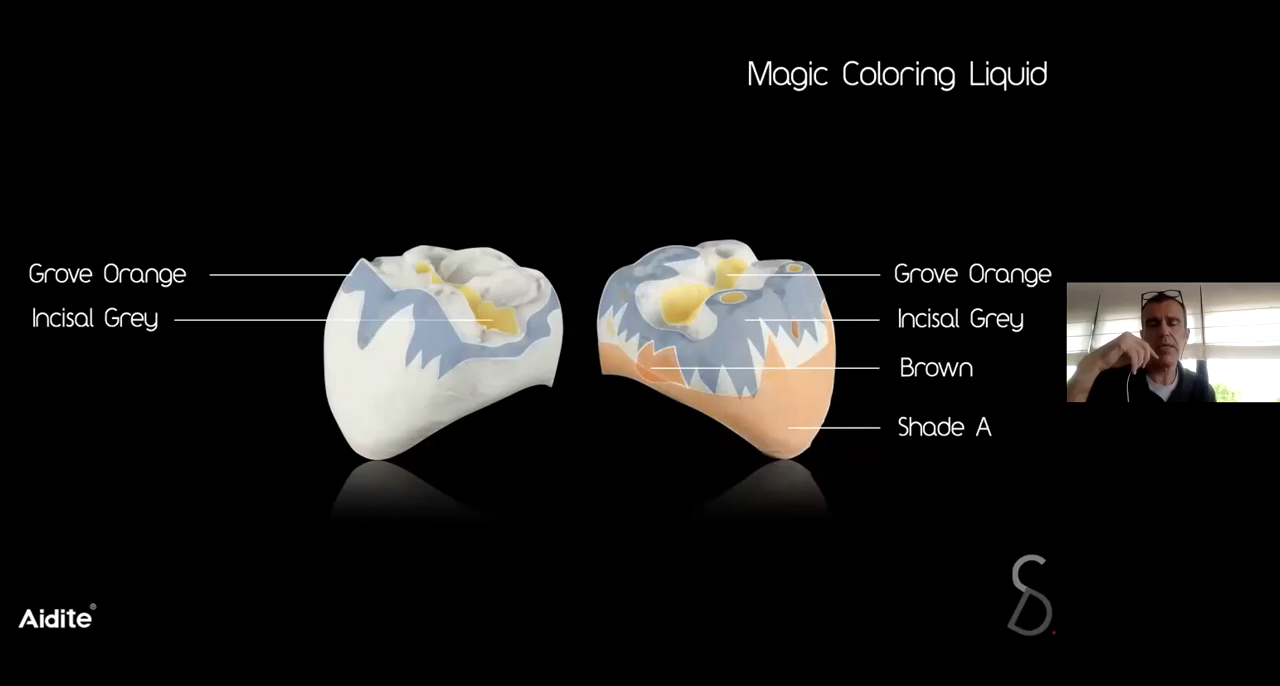 Magic Coloring Liquid
Grove Orange
Incisal Grey
Grove Orange
Incisal Grey
Brown
Shade A
Aidite®